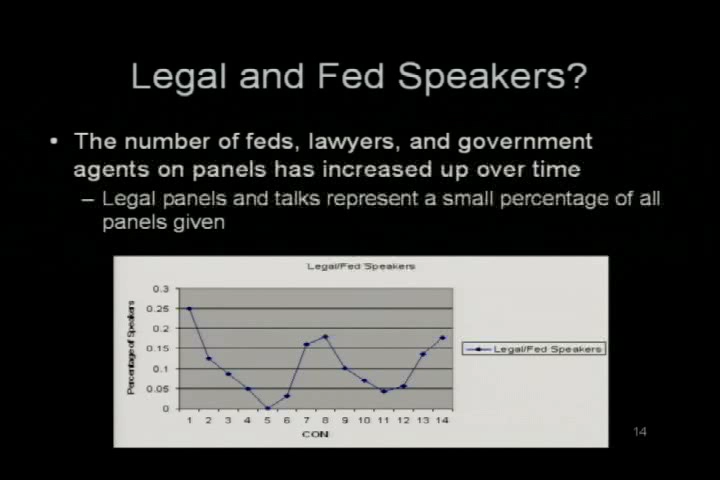 Legal and Fed Speakers?
• The number of feds, lawyers, and government
agents on panels has increased up over time
– Legal panels and talks represent a small percentage of all
panels given
Legal/Fed Speakers
Percentage of Speakers
0.3
0.25
0.2
0.15
0.1
0.05
0
1 2 3 4 5 6 7 8 9 10 11 12 13 14
CON
Legal/Fed Speakers
14